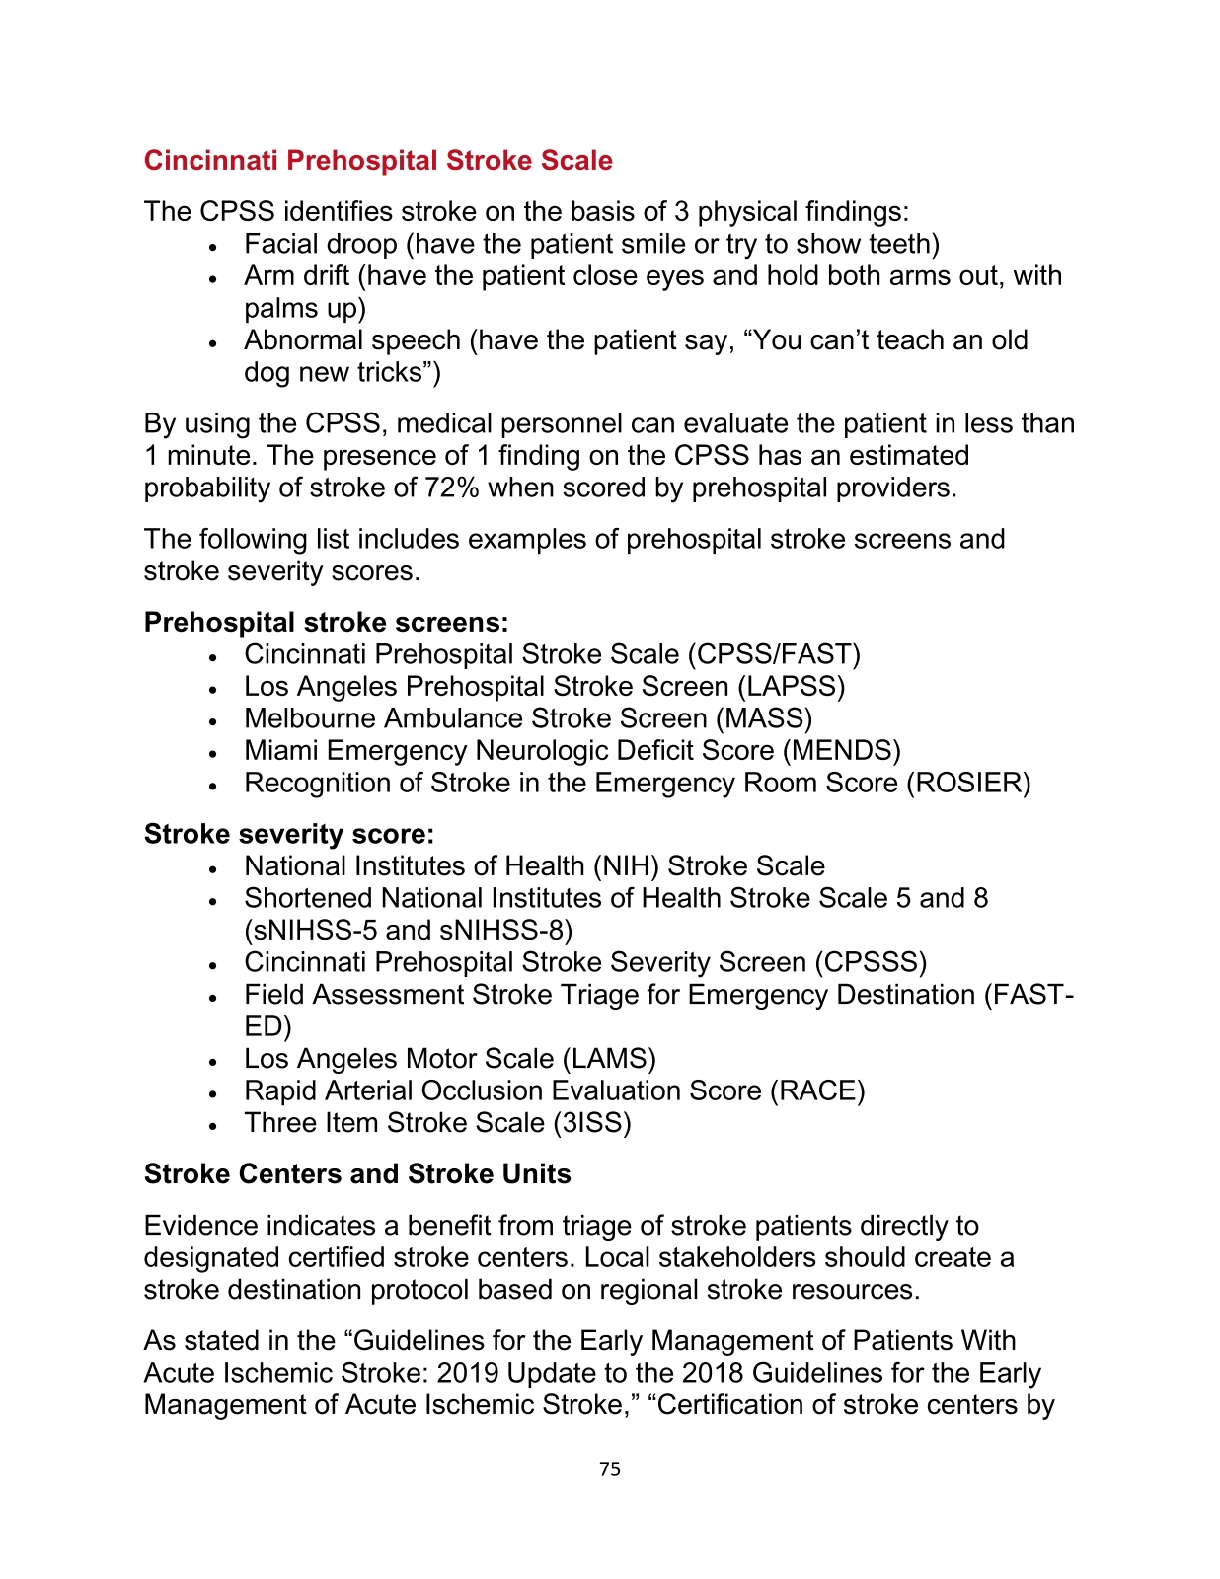 Cincinnati Prehospital Stroke Scale
The CPSS identifies stroke on the basis of 3 physical findings:
• Facial droop (have the patient smile or try to show teeth)
• Arm drift (have the patient close eyes and hold both arms out, with
palms up)
• Abnormal speech (have the patient say, “You can’t teach an old
dog new tricks”)
By using the CPSS, medical personnel can evaluate the patient in less than
1 minute. The presence of 1 finding on the CPSS has an estimated
probability of stroke of 72% when scored by prehospital providers.
The following list includes examples of prehospital stroke screens and
stroke severity scores.
Prehospital stroke screens:
• Cincinnati Prehospital Stroke Scale (CPSS/FAST)
• Los Angeles Prehospital Stroke Screen (LAPSS)
• Melbourne Ambulance Stroke Screen (MASS)
• Miami Emergency Neurologic Deficit Score (MENDS)
• Recognition of Stroke in the Emergency Room Score (ROSIER)
Stroke severity score:
• National Institutes of Health (NIH) Stroke Scale
• Shortened National Institutes of Health Stroke Scale 5 and 8
(sNIHSS-5 and sNIHSS-8)
• Cincinnati Prehospital Stroke Severity Screen (CPSSS)
• Field Assessment Stroke Triage for Emergency Destination (FAST-
ED)
• Los Angeles Motor Scale (LAMS)
• Rapid Arterial Occlusion Evaluation Score (RACE)
• Three Item Stroke Scale (3ISS)
Stroke Centers and Stroke Units
Evidence indicates a benefit from triage of stroke patients directly to
designated certified stroke centers. Local stakeholders should create a
stroke destination protocol based on regional stroke resources.
As stated in the “Guidelines for the Early Management of Patients With
Acute Ischemic Stroke: 2019 Update to the 2018 Guidelines for the Early
Management of Acute Ischemic Stroke,” “Certification of stroke centers by
75